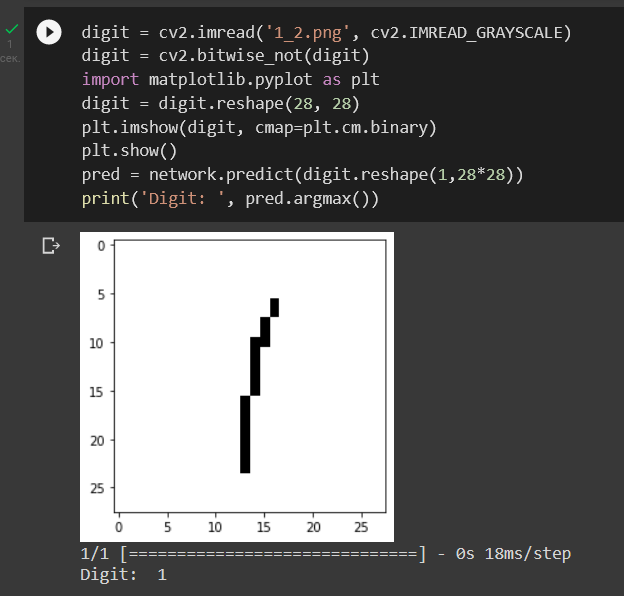 1
сек.
digit = cv2.imread('1_2.png', cv2.IMREAD_GRAYSCALE)
digit = cv2.bitwise_not(digit)
import matplotlib.pyplot as plt
digit = digit.reshape(28, 28)
plt.imshow(digit, cmap=plt.cm.binary)
plt.show()
pred = network.predict(digit.reshape(1,28*28))
print('Digit: ', pred.argmax())
0
5
10
15
20
25
0 5 10 15 20 25
1/1 [==============================] - 0s 18ms/step
Digit:  1